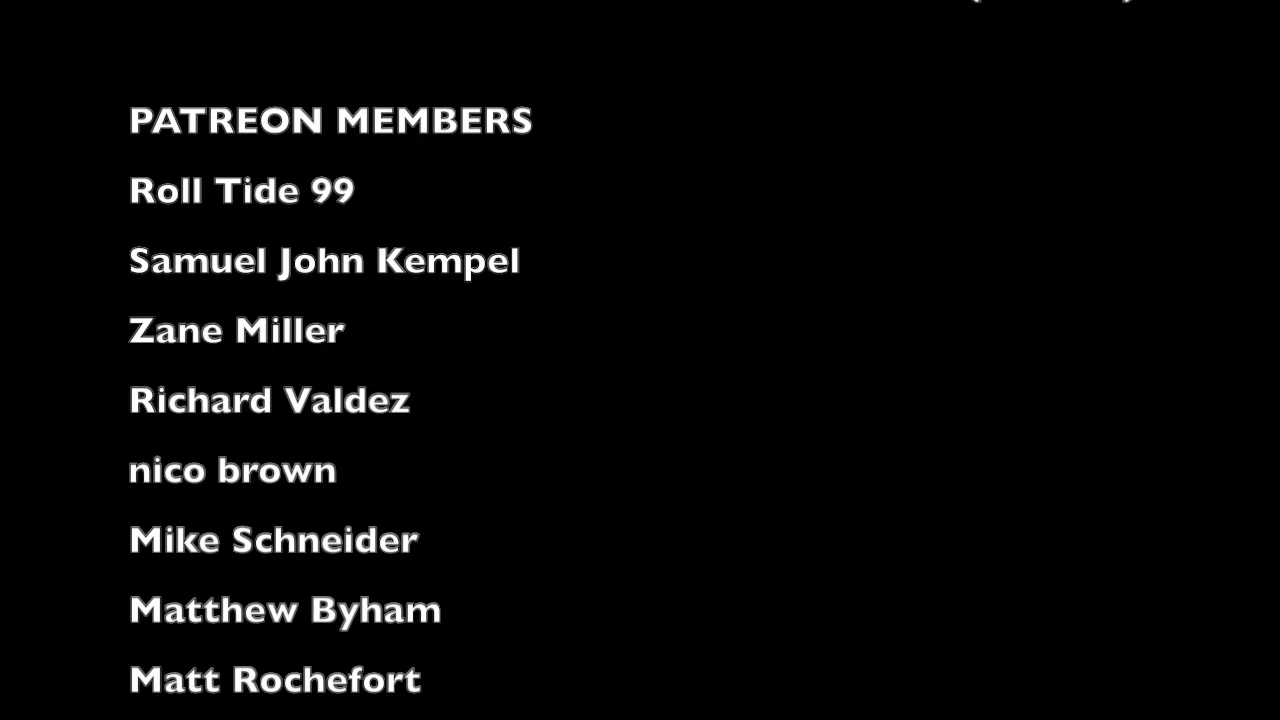 PATREON MEMBERS
Roll Tide 99
Samuel John Kempel
Zane Miller
Richard Valdez
nico brown
Mike Schneider
Matthew Byham
Matt Rochefort